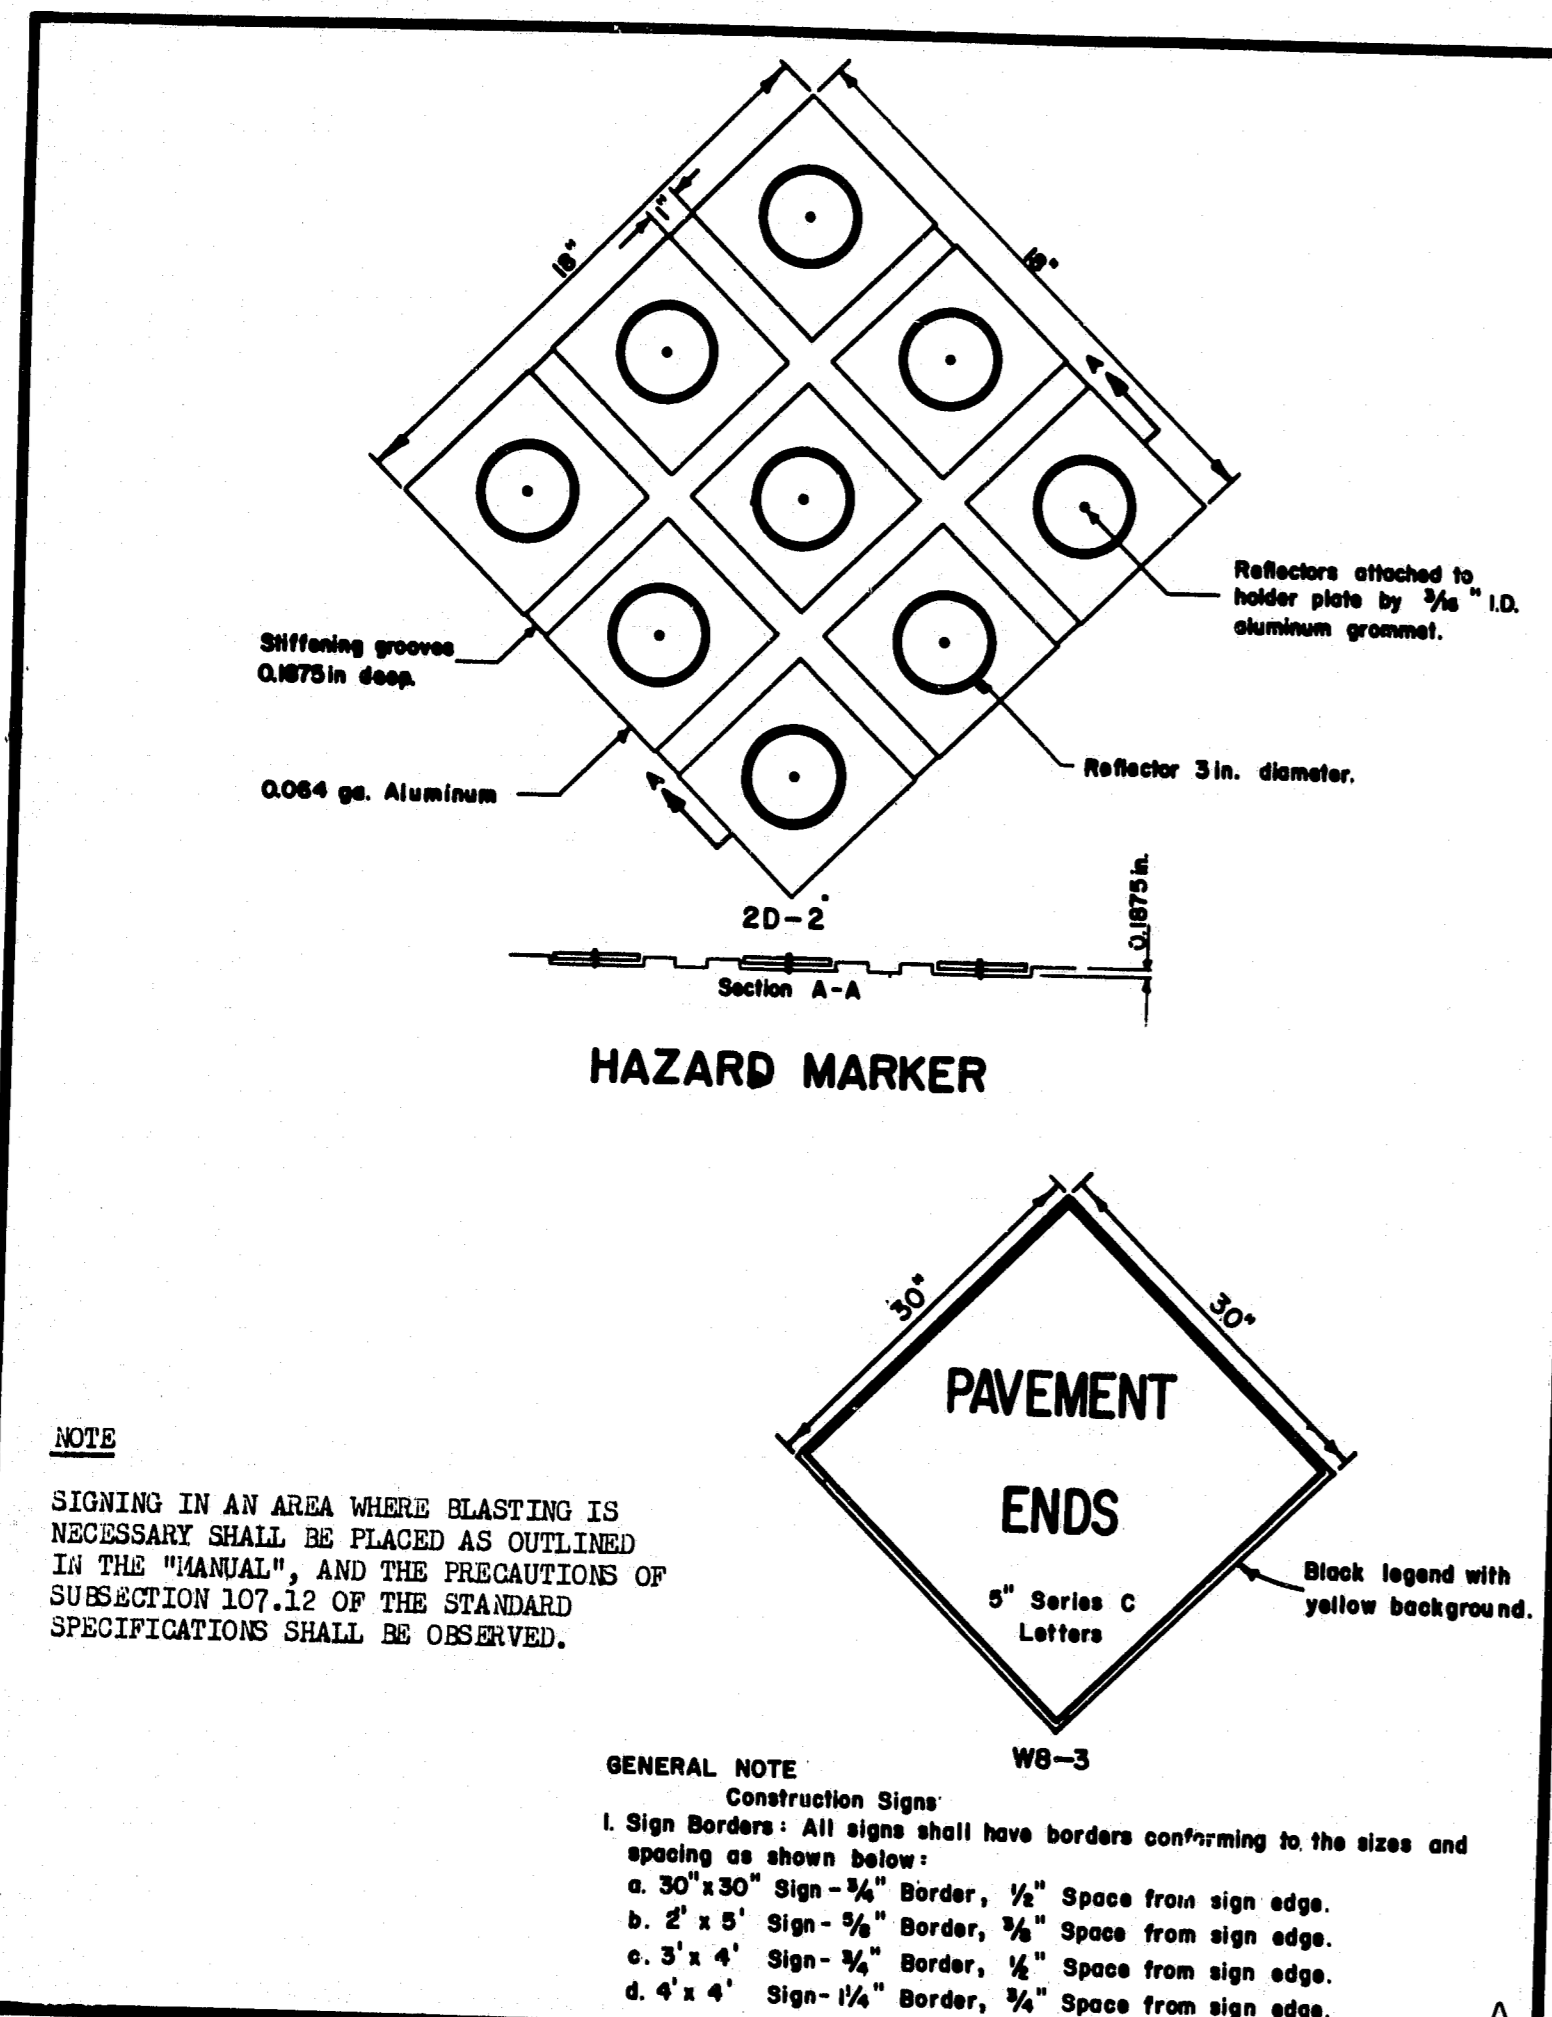 18"
1"
18"
A
Reflectors attached to
holder plate by 3/16 " I.D.
aluminum grommet.
Stiffening grooves
0.1875 in deep.
0.064 ga. Aluminum
A
Reflector 3 in. diameter.
2D-2
0.1875 in.
Section A-A
HAZARD MARKER
30"
30"
PAVEMENT
ENDS
5" Series C
Letters
Black legend with
yellow background.
W8-3
NOTE
SIGNING IN AN AREA WHERE BLASTING IS
NECESSARY SHALL BE PLACED AS OUTLINED
IN THE "MANUAL", AND THE PRECAUTIONS OF
SUBSECTION 107.12 OF THE STANDARD
SPECIFICATIONS SHALL BE OBSERVED.
GENERAL NOTE
Construction Signs
1. Sign Borders: All signs shall have borders conforming to the sizes and
spacing as shown below:
a. 30"x30" Sign-3/4" Border, 1/2" Space from sign edge.
b. 2' x 5' Sign-5/8" Border, 3/8" Space from sign edge.
c. 3'x 4' Sign-3/4" Border, 1/2" Space from sign edge.
d. 4'x 4' Sign-1 1/4" Border, 3/4" Space from sign edge.